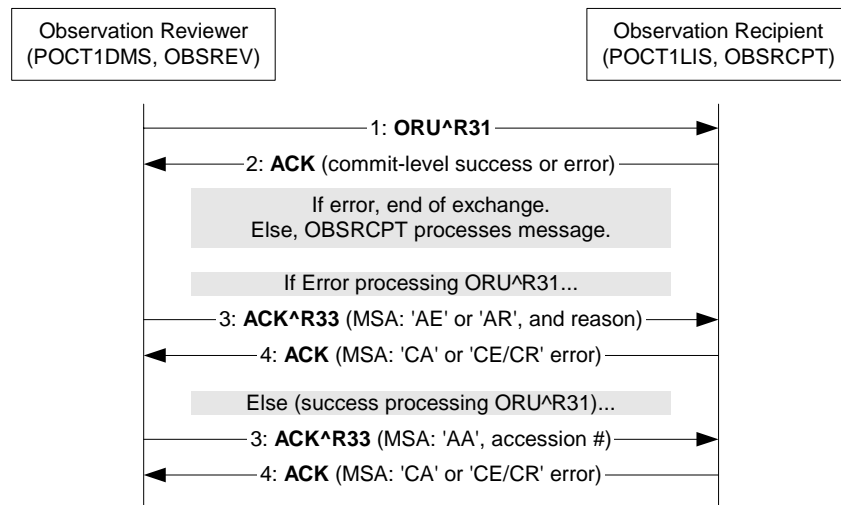 Observation Reviewer
(POCT1DMS, OBSREV)
Observation Recipient
(POCT1LIS, OBSRCPT)
1: ORU^R31
2: ACK (commit-level success or error)
If error, end of exchange.
Else, OBSRCPT processes message.
If Error processing ORU^R31...
3: ACK^R33 (MSA: 'AE' or 'AR', and reason)
4: ACK (MSA: 'CA' or 'CE/CR' error)
Else (success processing ORU^R31)...
3: ACK^R33 (MSA: 'AA', accession #)
4: ACK (MSA: 'CA' or 'CE/CR' error)